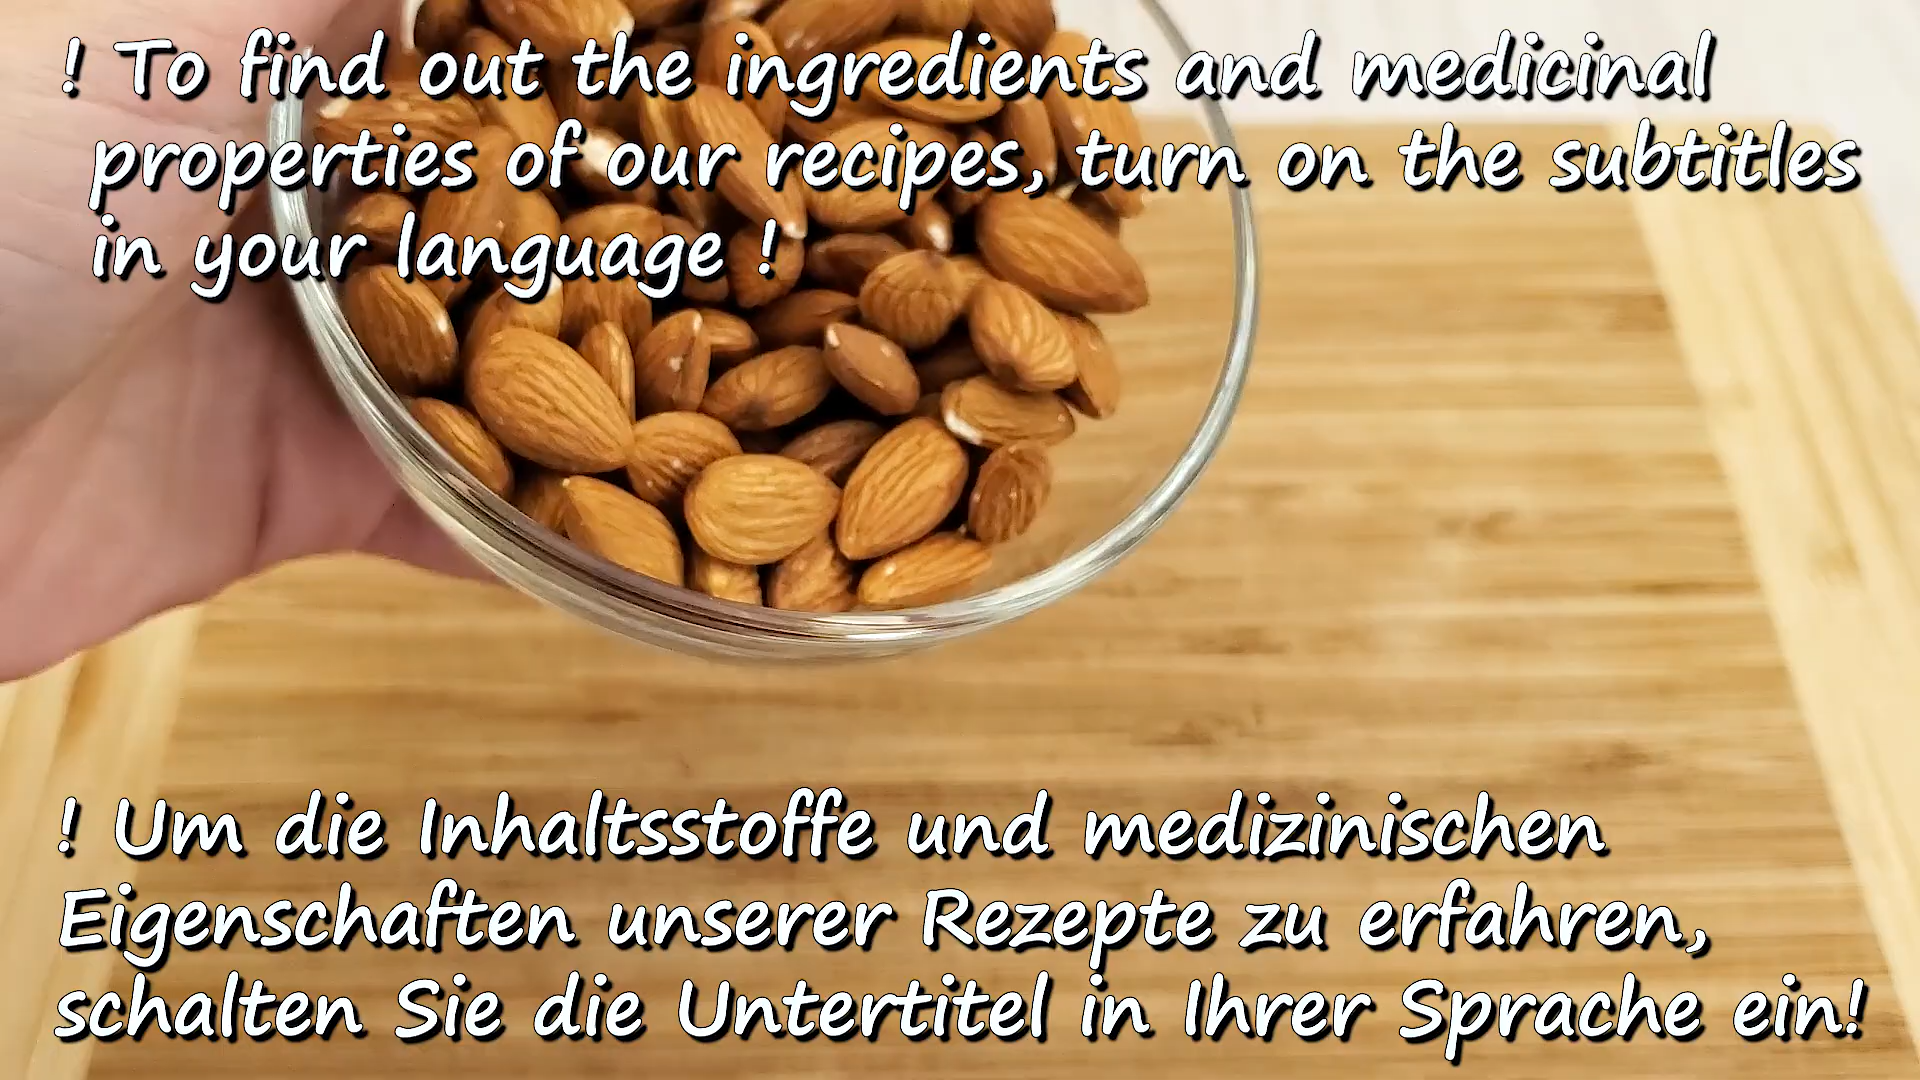 ! To find out the ingredients and medicinal
properties of our recipes, turn on the subtitles
in your language !
! Um die Inhaltsstoffe und medizinischen
Eigenschaften unserer Rezepte zu erfahren,
schalten Sie die Untertitel in Ihrer Sprache ein!